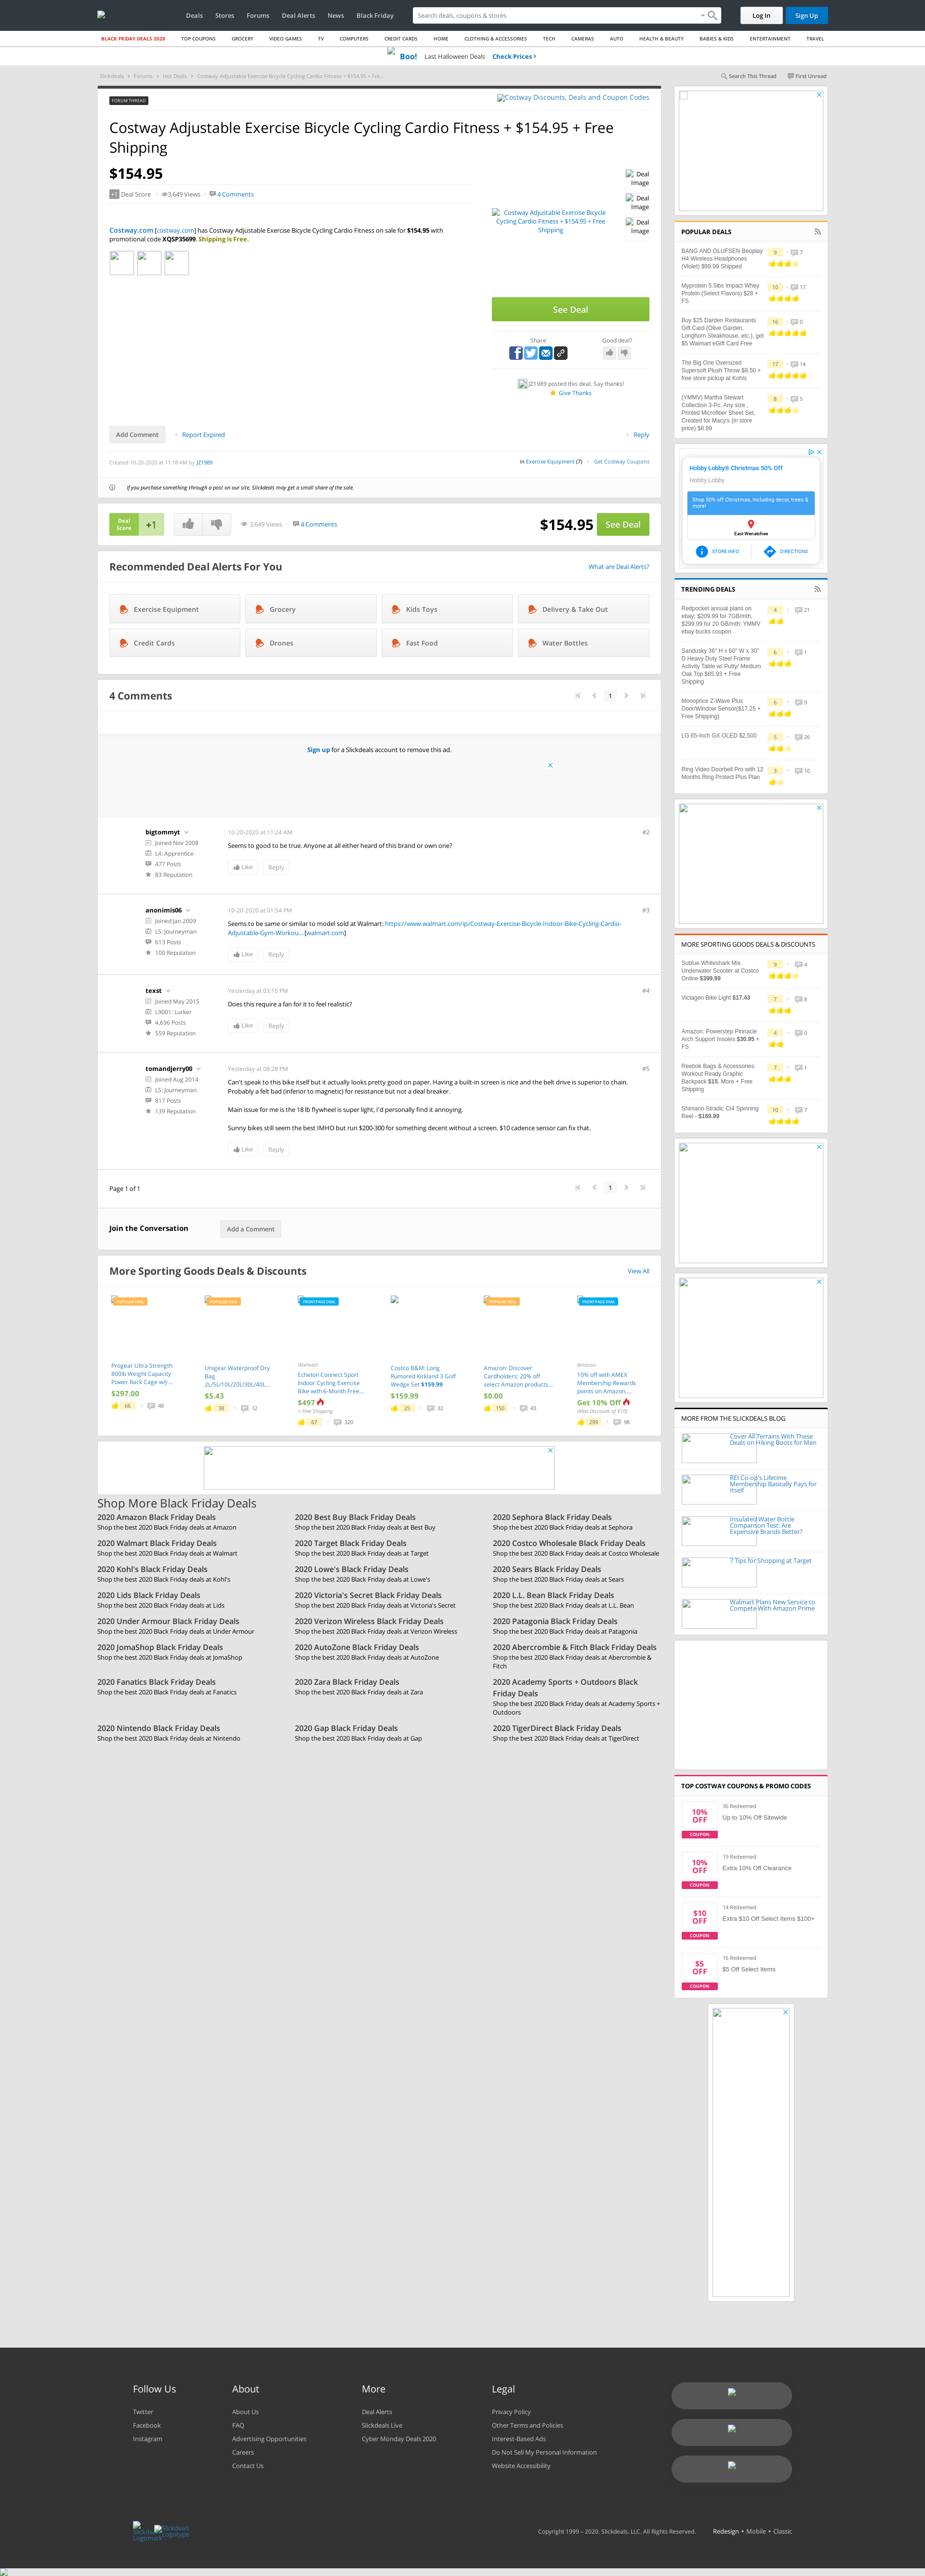 Deals Stores Forums Deal Alerts News Black Friday
Search deals, coupons & stores
Log In
Sign Up
BLACK FRIDAY DEALS 2020 TOP COUPONS GROCERY VIDEO GAMES TV COMPUTERS CREDIT CARDS HOME CLOTHING & ACCESSORIES TECH CAMERAS AUTO HEALTH & BEAUTY BABIES & KIDS ENTERTAINMENT TRAVEL
Boo! Last Halloween Deals Check Prices
Slickdeals Forums Hot Deals Costway Adjustable Exercise Bicycle Cycling Cardio Fitness + $154.95 + Fre...
Search This Thread First Unread
FORUM THREAD
Costway Discounts, Deals and Coupon Codes
Costway Adjustable Exercise Bicycle Cycling Cardio Fitness + $154.95 + Free Shipping
$154.95
+1 Deal Score 3,649 Views 4 Comments
Costway.com [costway.com] has Costway Adjustable Exercise Bicycle Cycling Cardio Fitness on sale for $154.95 with
promotional code XQSP35699. Shipping is Free.
Costway Adjustable Exercise Bicycle
Cycling Cardio Fitness + $154.95 + Free
Shipping
Deal Image
Deal Image
Deal Image
See Deal
Share
Good deal?
JZ1989 posted this deal. Say thanks!
Give Thanks
Add Comment
Report Expired
Reply
Created 10-20-2020 at 11:18 AM by JZ1989
in Exercise Equipment (7) Get Costway Coupons
If you purchase something through a post on our site, Slickdeals may get a small share of the sale.
Deal Score +1
3,649 Views 4 Comments
$154.95
See Deal
Recommended Deal Alerts For You
What are Deal Alerts?
Exercise Equipment
Grocery
Kids Toys
Delivery & Take Out
Credit Cards
Drones
Fast Food
Water Bottles
4 Comments
1
Sign up for a Slickdeals account to remove this ad.
bigtommyt
Joined Nov 2008
L4: Apprentice
477 Posts
83 Reputation
10-20-2020 at 11:24 AM
#2
Seems to good to be true. Anyone at all either heard of this brand or own one?
Like
Reply
anonimis06
Joined Jan 2009
L5: Journeyman
613 Posts
100 Reputation
10-20-2020 at 01:54 PM
#3
Seems to be same or similar to model sold at Walmart: https://www.walmart.com/ip/Costway-Exercise-Bicycle-Indoor-Bike-Cycling-Cardio-
Adjustable-Gym-Workou... [walmart.com]
Like
Reply
texst
Joined May 2015
L9001: Lurker
4,696 Posts
559 Reputation
Yesterday at 03:15 PM
#4
Does this require a fan for it to feel realistic?
Like
Reply
tomandjerry00
Joined Aug 2014
L5: Journeyman
817 Posts
139 Reputation
Yesterday at 08:28 PM
#5
Can't speak to this bike itself but it actually looks pretty good on paper. Having a built-in screen is nice and the belt drive is superior to chain.
Probably a felt bad (inferior to magnetic) for resistance but not a deal breaker.
Main issue for me is the 18 lb flywheel is super light, I'd personally find it annoying.
Sunny bikes still seem the best IMHO but run $200-300 for something decent without a screen. $10 cadence sensor can fix that.
Like
Reply
Page 1 of 1
1
Join the Conversation
Add a Comment
More Sporting Goods Deals & Discounts
View All
POPULAR DEAL
Progear Ultra Strength
800lb Weight Capacity
Power Rack Cage w/J-...
$297.00
66 48
POPULAR DEAL
Unigear Waterproof Dry
Bag
2L/5L/10L/20L/30L/40L...
$5.43
38 12
FRONTPAGE DEAL
Walmart
Echelon Connect Sport
Indoor Cycling Exercise
Bike with 6-Month Free...
$497
+ Free Shipping
67 320
Costco B&M: Long
Rumored Kirkland 3 Golf
Wedge Set $159.99
$159.99
25 32
POPULAR DEAL
Amazon: Discover
Cardholders: 20% off
select Amazon products...
$0.00
150 43
FRONTPAGE DEAL
Amazon
10% off with AMEX
Membership Rewards
points on Amazon....
Get 10% Off
(Max Discount of $10)
299 98
Shop More Black Friday Deals
2020 Amazon Black Friday Deals
Shop the best 2020 Black Friday deals at Amazon
2020 Best Buy Black Friday Deals
Shop the best 2020 Black Friday deals at Best Buy
2020 Sephora Black Friday Deals
Shop the best 2020 Black Friday deals at Sephora
2020 Walmart Black Friday Deals
Shop the best 2020 Black Friday deals at Walmart
2020 Target Black Friday Deals
Shop the best 2020 Black Friday deals at Target
2020 Costco Wholesale Black Friday Deals
Shop the best 2020 Black Friday deals at Costco Wholesale
2020 Kohl's Black Friday Deals
Shop the best 2020 Black Friday deals at Kohl's
2020 Lowe's Black Friday Deals
Shop the best 2020 Black Friday deals at Lowe's
2020 Sears Black Friday Deals
Shop the best 2020 Black Friday deals at Sears
2020 Lids Black Friday Deals
Shop the best 2020 Black Friday deals at Lids
2020 Victoria's Secret Black Friday Deals
Shop the best 2020 Black Friday deals at Victoria's Secret
2020 L.L. Bean Black Friday Deals
Shop the best 2020 Black Friday deals at L.L. Bean
2020 Under Armour Black Friday Deals
Shop the best 2020 Black Friday deals at Under Armour
2020 Verizon Wireless Black Friday Deals
Shop the best 2020 Black Friday deals at Verizon Wireless
2020 Patagonia Black Friday Deals
Shop the best 2020 Black Friday deals at Patagonia
2020 JomaShop Black Friday Deals
Shop the best 2020 Black Friday deals at JomaShop
2020 AutoZone Black Friday Deals
Shop the best 2020 Black Friday deals at AutoZone
2020 Abercrombie & Fitch Black Friday Deals
Shop the best 2020 Black Friday deals at Abercrombie &
Fitch
2020 Fanatics Black Friday Deals
Shop the best 2020 Black Friday deals at Fanatics
2020 Zara Black Friday Deals
Shop the best 2020 Black Friday deals at Zara
2020 Academy Sports + Outdoors Black
Friday Deals
Shop the best 2020 Black Friday deals at Academy Sports +
Outdoors
2020 Nintendo Black Friday Deals
Shop the best 2020 Black Friday deals at Nintendo
2020 Gap Black Friday Deals
Shop the best 2020 Black Friday deals at Gap
2020 TigerDirect Black Friday Deals
Shop the best 2020 Black Friday deals at TigerDirect
POPULAR DEALS
BANG AND OLUFSEN Beoplay
H4 Wireless Headphones
(Violet) $99.99 Shipped
9 7
Myprotein 5.5lbs Impact Whey
Protein (Select Flavors) $28 +
FS
10 17
Buy $25 Darden Restaurants
Gift Card (Olive Garden,
Longhorn Steakhouse, etc.), get
$5 Walmart eGift Card Free
16 0
The Big One Oversized
Supersoft Plush Throw $8.50 +
free store pickup at Kohls
17 14
(YMMV) Martha Stewart
Collection 3-Pc. Any size ,
Printed Microfiber Sheet Set,
Created for Macy's (in store
price) $8.99
8 5
Hobby Lobby® Christmas 50% Off
Hobby Lobby
Shop 50% off Christmas, including decor, trees &
more!
East Wenatchee
STORE INFO
DIRECTIONS
TRENDING DEALS
Redpocket annual plans on
ebay; $209.99 for 7GB/mth,
$299.99 for 20 GB/mth; YMMV
ebay bucks coupon
4 21
Sandusky 36" H x 60" W x 30"
D Heavy Duty Steel Frame
Activity Table w/ Putty/ Medium
Oak Top $85.93 + Free
Shipping
6 1
Monoprice Z-Wave Plus
Door/Window Sensor($17.25 +
Free Shipping)
6 9
LG 65-Inch GX OLED $2,500
5 26
Ring Video Doorbell Pro with 12
Months Ring Protect Plus Plan
3 10
MORE SPORTING GOODS DEALS & DISCOUNTS
Sublue Whiteshark Mix
Underwater Scooter at Costco
Online $399.99
9 4
Victagen Bike Light $17.43
7 8
Amazon: Powerstep Pinnacle
Arch Support Insoles $30.95 +
FS
4 0
Reebok Bags & Accessories:
Workout Ready Graphic
Backpack $15, More + Free
Shipping
7 1
Shimano Stradic CI4 Spinning
Reel - $169.99
10 7
MORE FROM THE SLICKDEALS BLOG
Cover All Terrains With These
Deals on Hiking Boots for Men
REI Co-op's Lifetime
Membership Basically Pays for
Itself
Insulated Water Bottle
Comparison Test: Are
Expensive Brands Better?
7 Tips for Shopping at Target
Walmart Plans New Service to
Compete With Amazon Prime
TOP COSTWAY COUPONS & PROMO CODES
10% OFF
COUPON
36 Redeemed
Up to 10% Off Sitewide
10% OFF
COUPON
19 Redeemed
Extra 10% Off Clearance
$10 OFF
COUPON
14 Redeemed
Extra $10 Off Select Items $100+
$5 OFF
COUPON
16 Redeemed
$5 Off Select Items
Follow Us
Twitter
Facebook
Instagram
About
About Us
FAQ
Advertising Opportunities
Careers
Contact Us
More
Deal Alerts
Slickdeals Live
Cyber Monday Deals 2020
Legal
Privacy Policy
Other Terms and Policies
Interest-Based Ads
Do Not Sell My Personal Information
Website Accessibility
Slickdeals Logomark
Slickdeals Logotype
Copyright 1999 – 2020. Slickdeals, LLC. All Rights Reserved.
Redesign • Mobile • Classic